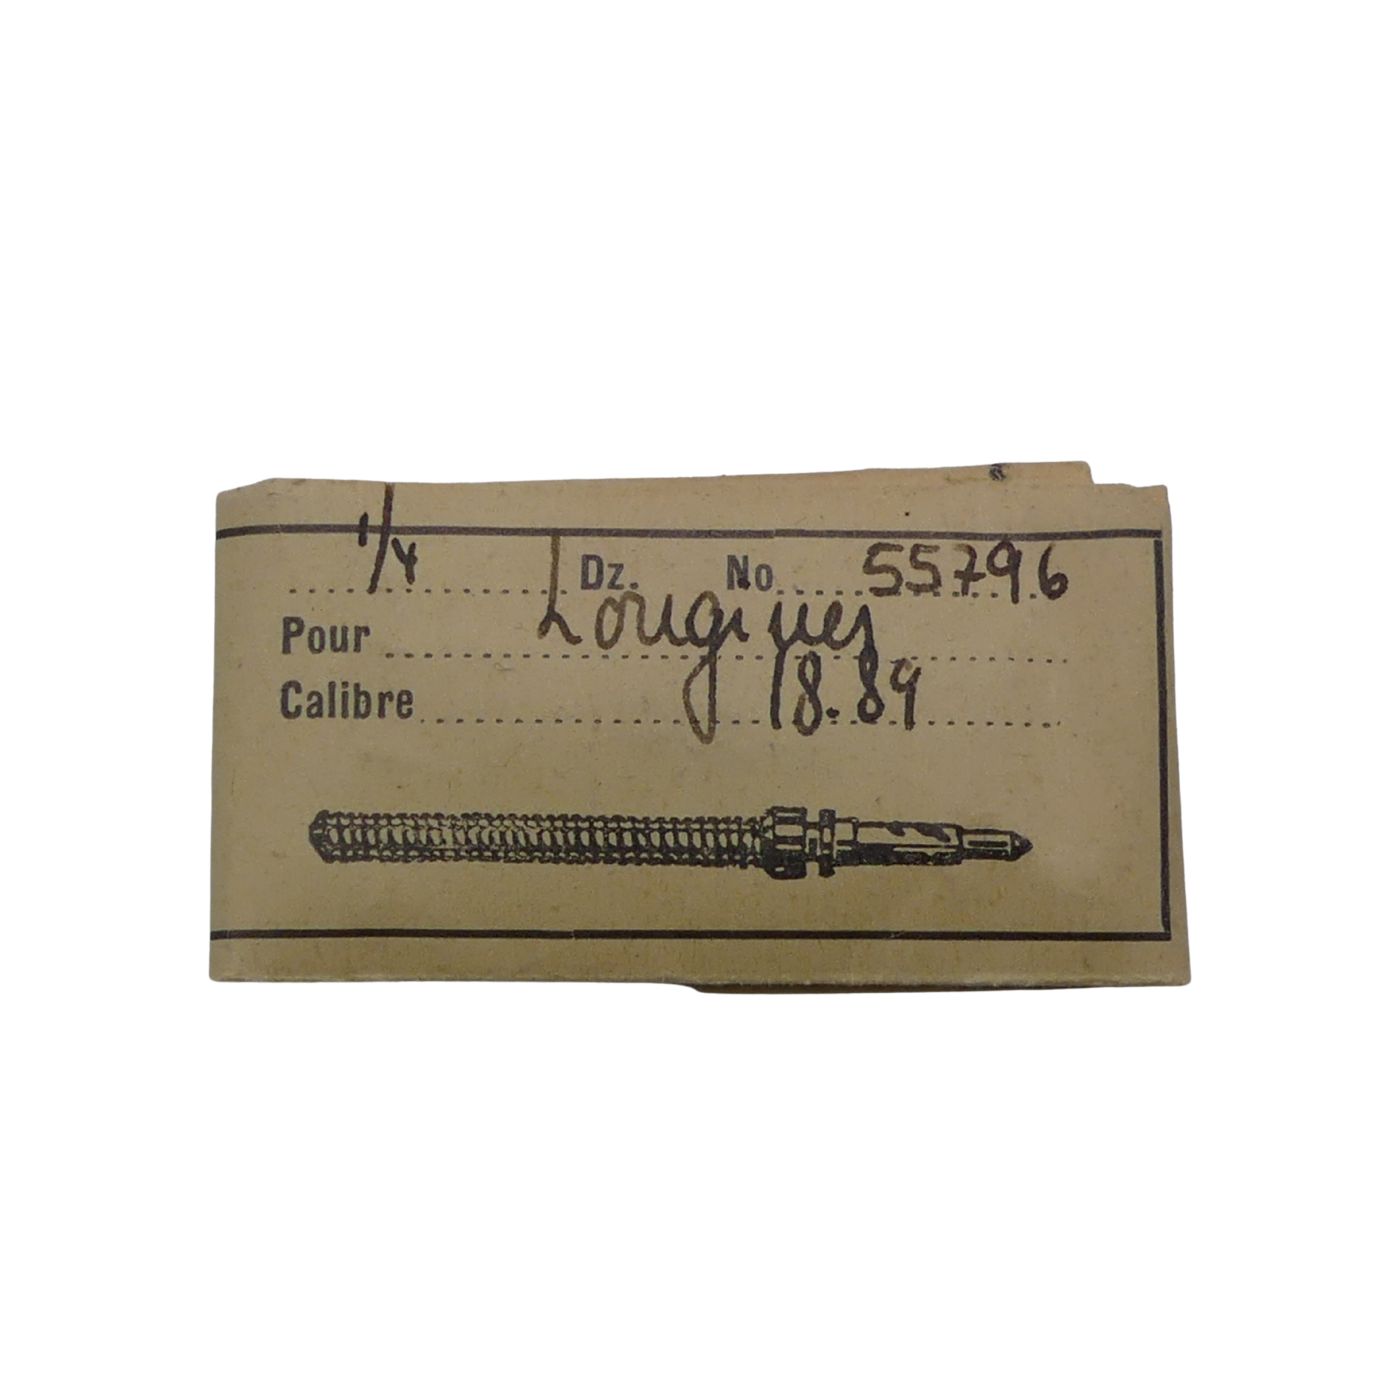 1/4 Dz. No 55796
Pour Longines
Calibre 18.89